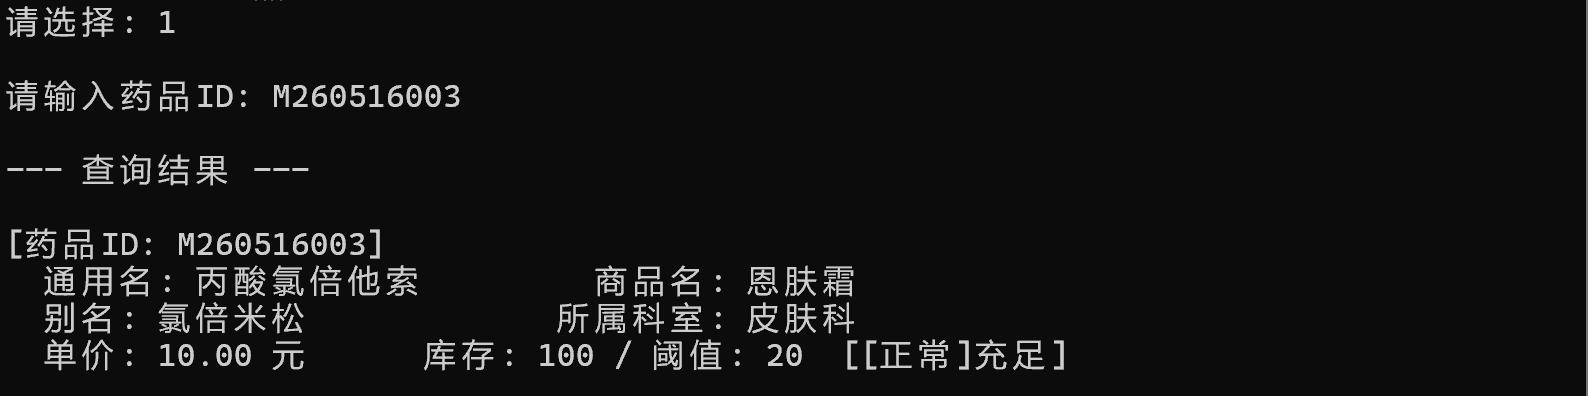 请选择: 1
请输入药品ID: M260516003
--- 查询结果 ---
[药品ID: M260516003]
通用名: 丙酸氯倍他索 商品名: 恩肤霜
别名: 氯倍米松 所属科室: 皮肤科
单价: 10.00 元 库存: 100 / 阈值: 20 [[正常]充足]